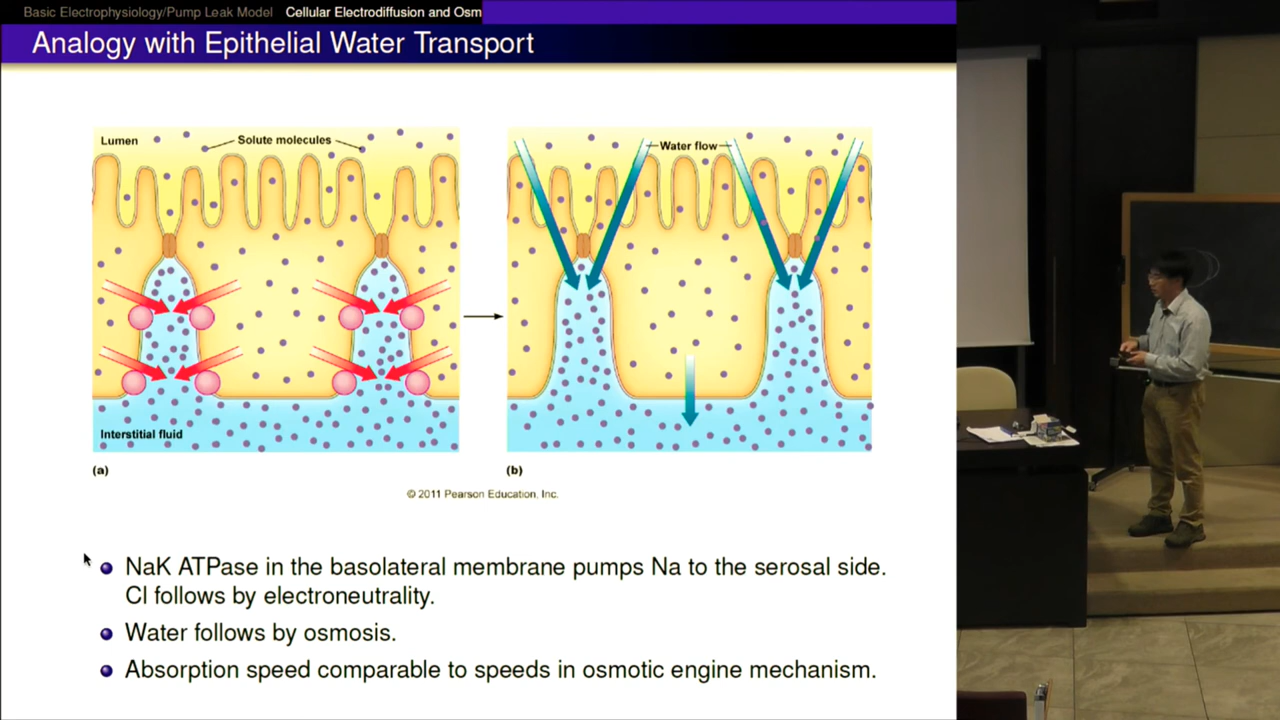 Basic Electrophysiology/Pump Leak Model Cellular Electrodiffusion and Osm
Analogy with Epithelial Water Transport
Lumen
Solute molecules
Interstitial fluid
(a)
Water flow
(b)
© 2011 Pearson Education, Inc.
NaK ATPase in the basolateral membrane pumps Na to the serosal side.
Cl follows by electroneutrality.
Water follows by osmosis.
Absorption speed comparable to speeds in osmotic engine mechanism.